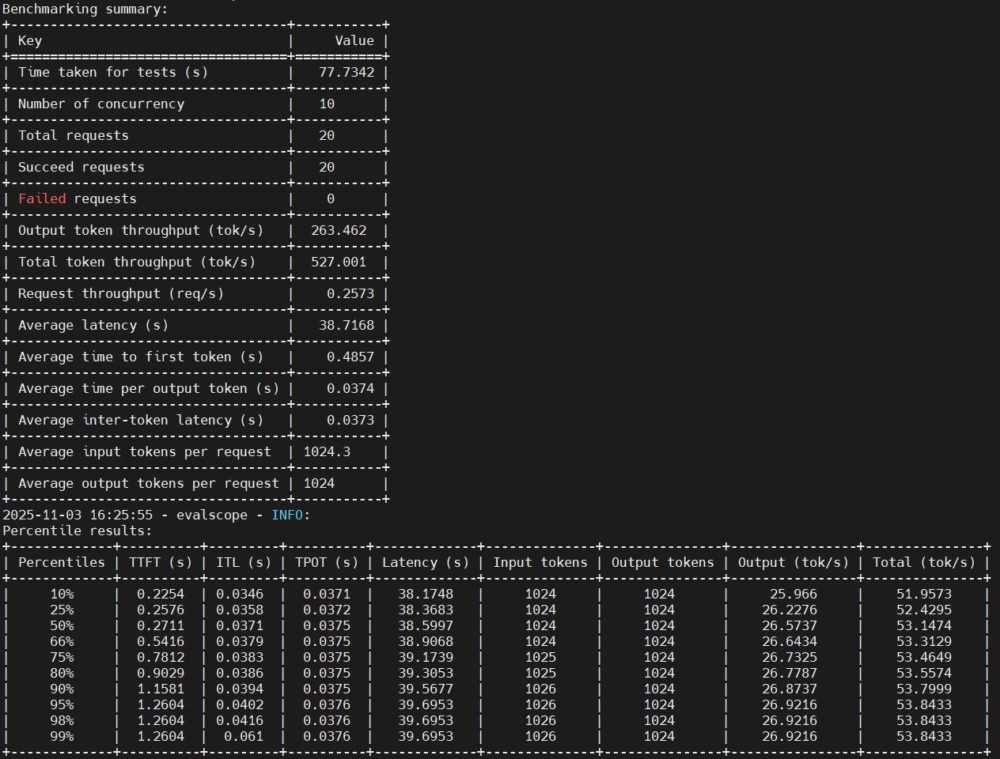 Benchmarking summary:
+-----------------------------------+-----------+
| Key                               |     Value |
+===================================+===========+
| Time taken for tests (s)          |   77.7342 |
+-----------------------------------+-----------+
| Number of concurrency             |   10      |
+-----------------------------------+-----------+
| Total requests                    |   20      |
+-----------------------------------+-----------+
| Succeed requests                  |   20      |
+-----------------------------------+-----------+
| Failed requests                   |    0      |
+-----------------------------------+-----------+
| Output token throughput (tok/s)   |  263.462  |
+-----------------------------------+-----------+
| Total token throughput (tok/s)    |  527.001  |
+-----------------------------------+-----------+
| Request throughput (req/s)        |    0.2573 |
+-----------------------------------+-----------+
| Average latency (s)               |   38.7168 |
+-----------------------------------+-----------+
| Average time to first token (s)   |    0.4857 |
+-----------------------------------+-----------+
| Average time per output token (s) |    0.0374 |
+-----------------------------------+-----------+
| Average inter-token latency (s)   |    0.0373 |
+-----------------------------------+-----------+
| Average input tokens per request  | 1024.3    |
+-----------------------------------+-----------+
| Average output tokens per request | 1024      |
+-----------------------------------+-----------+
2025-11-03 16:25:55 - evalscope - INFO:
Percentile results:
+-------------+----------+---------+----------+-------------+--------------+---------------+----------------+---------------+
| Percentiles | TTFT (s) | ITL (s) | TPOT (s) | Latency (s) | Input tokens | Output tokens | Output (tok/s) | Total (tok/s) |
+-------------+----------+---------+----------+-------------+--------------+---------------+----------------+---------------+
|     10%     |  0.2254  | 0.0346  |  0.0371  |   38.1748   |     1024     |     1024      |     25.966     |    51.9573    |
|     25%     |  0.2576  | 0.0358  |  0.0372  |   38.3683   |     1024     |     1024      |    26.2276     |    52.4295    |
|     50%     |  0.2711  | 0.0371  |  0.0375  |   38.5997   |     1024     |     1024      |    26.5737     |    53.1474    |
|     66%     |  0.5416  | 0.0379  |  0.0375  |   38.9068   |     1024     |     1024      |    26.6434     |    53.3129    |
|     75%     |  0.7812  | 0.0383  |  0.0375  |   39.1739   |     1025     |     1024      |    26.7325     |    53.4649    |
|     80%     |  0.9029  | 0.0386  |  0.0375  |   39.3053   |     1025     |     1024      |    26.7787     |    53.5574    |
|     90%     |  1.1581  | 0.0394  |  0.0375  |   39.5677   |     1026     |     1024      |    26.8737     |    53.7999    |
|     95%     |  1.2604  | 0.0402  |  0.0376  |   39.6953   |     1026     |     1024      |    26.9216     |    53.8433    |
|     98%     |  1.2604  | 0.0416  |  0.0376  |   39.6953   |     1026     |     1024      |    26.9216     |    53.8433    |
|     99%     |  1.2604  |  0.061  |  0.0376  |   39.6953   |     1026     |     1024      |    26.9216     |    53.8433    |
+-------------+----------+---------+----------+-------------+--------------+---------------+----------------+---------------+